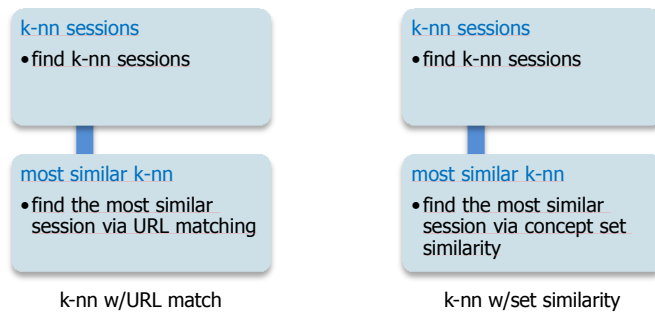 k-nn sessions
•find k-nn sessions
most similar k-nn
•find the most similar
session via URL matching
k-nn w/URL match
k-nn sessions
•find k-nn sessions
most similar k-nn
•find the most similar
session via concept set
similarity
k-nn w/set similarity